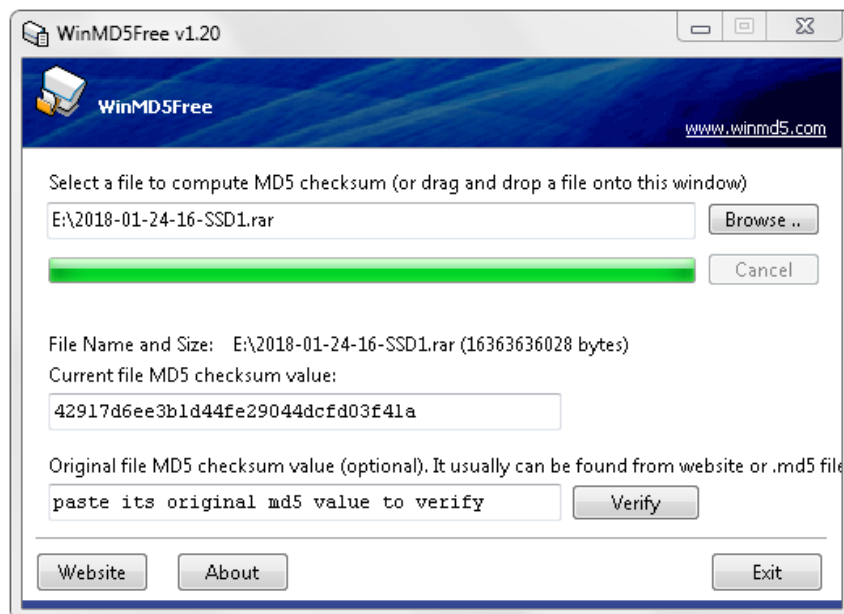 WinMD5Free v1.20
WinMD5Free
www.winmd5.com
Select a file to compute MD5 checksum (or drag and drop a file onto this window)
E:\2018-01-24-16-SSD1.rar
Browse ..
Cancel
File Name and Size: E:\2018-01-24-16-SSD1.rar (16363636028 bytes)
Current file MD5 checksum value:
42917d6ee3b1d44fe29044dcfd03f41a
Original file MD5 checksum value (optional). It usually can be found from website or .md5 file
paste its original md5 value to verify
Verify
Website
About
Exit